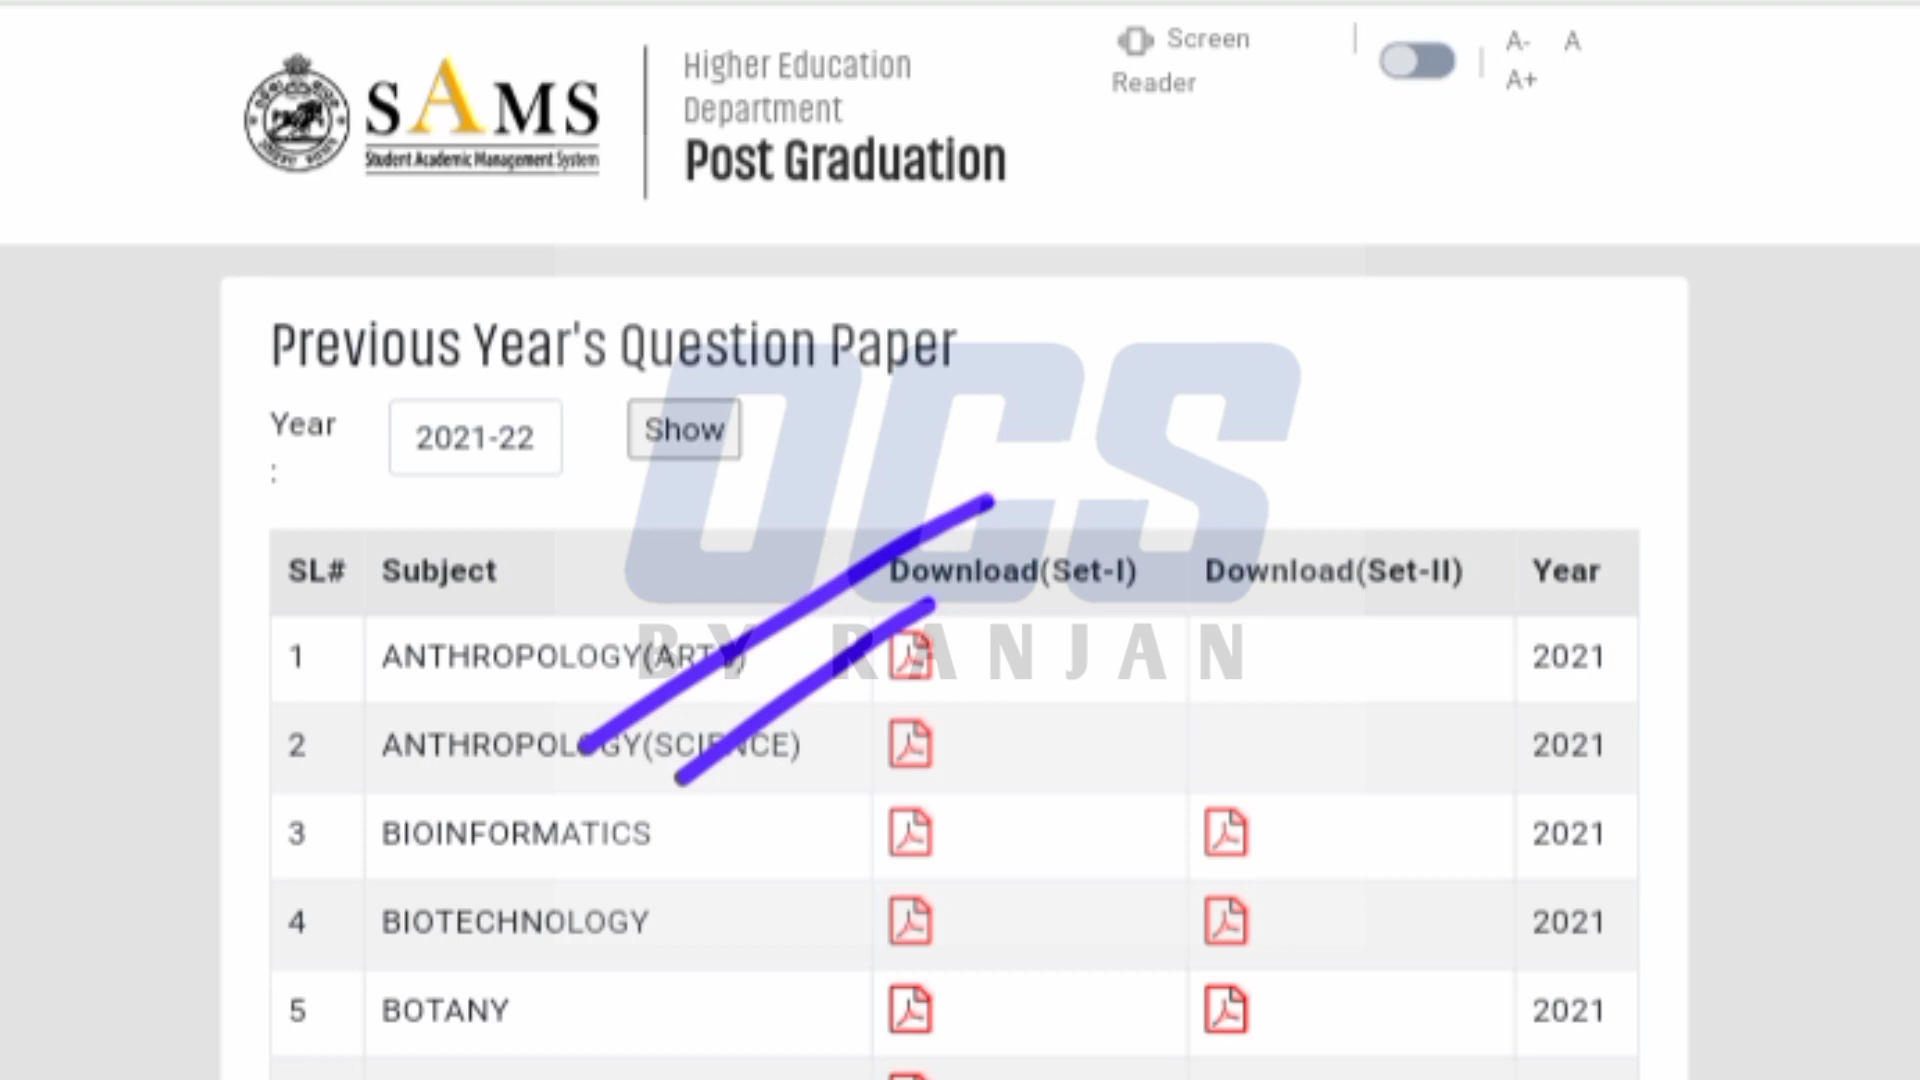 SAMS
Student Academic Management System
Higher Education
Department
Post Graduation
Screen
Reader
A- A
A+
Previous Year's Question Paper
Year
:
2021-22
Show
OCS
BY RANJAN
SL# Subject Download(Set-I) Download(Set-II) Year
1 ANTHROPOLOGY(ARTS) 2021
2 ANTHROPOLOGY(SCIENCE) 2021
3 BIOINFORMATICS 2021
4 BIOTECHNOLOGY 2021
5 BOTANY 2021